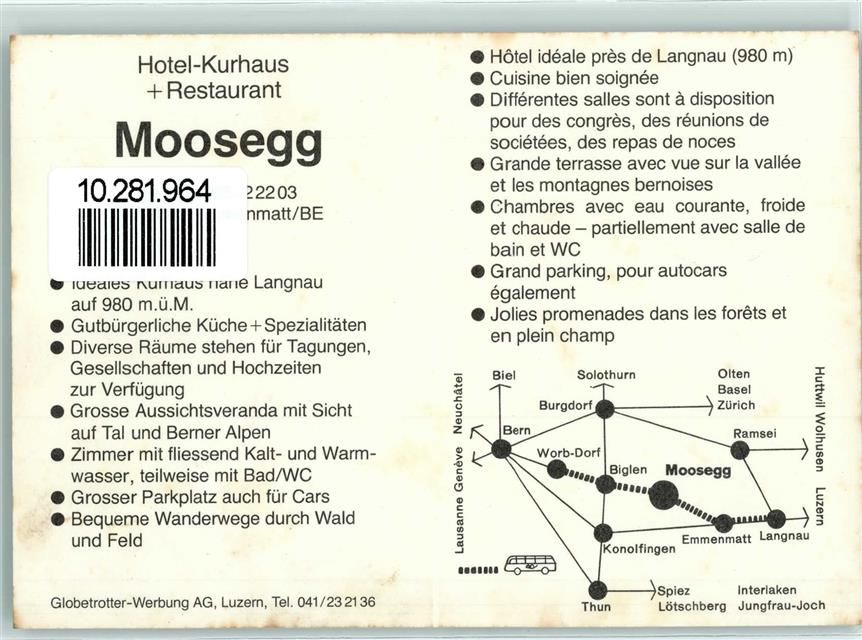 Hotel-Kurhaus
+Restaurant
Moosegg
10.281.964
22203
nmatt/BE
Ideales Kurhaus nahe Langnau
auf 980 m.ü.M.
Gutbürgerliche Küche+Spezialitäten
Diverse Räume stehen für Tagungen,
Gesellschaften und Hochzeiten
zur Verfügung
Grosse Aussichtsveranda mit Sicht
auf Tal und Berner Alpen
Zimmer mit fliessend Kalt- und Warm-
wasser, teilweise mit Bad/WC
Grosser Parkplatz auch für Cars
Bequeme Wanderwege durch Wald
und Feld
Globetrotter-Werbung AG, Luzern, Tel. 041/23 21 36
Hôtel idéale près de Langnau (980 m)
Cuisine bien soignée
Différentes salles sont à disposition
pour des congrès, des réunions de
sociétées, des repas de noces
Grande terrasse avec vue sur la vallée
et les montagnes bernoises
Chambres avec eau courante, froide
et chaude – partiellement avec salle de
bain et WC
Grand parking, pour autocars
également
Jolies promenades dans les forêts et
en plein champ
Biel
Solothurn
Olten
Basel
Zürich
Neuchâtel
Lausanne Genève
Burgdorf
Bern
Ramsei
Huttwil Wolhusen
Worb-Dorf
Biglen
Moosegg
Luzern
Emmenmatt
Langnau
Konolfingen
Thun
Spiez
Lötschberg
Interlaken
Jungfrau-Joch